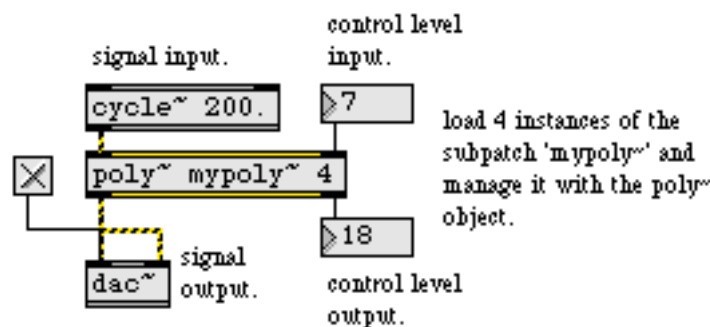 signal input.
control level
input.
cycle~ 200.
7
load 4 instances of the
subpatch 'mypoly~' and
manage it with the poly~
object.
poly~ mypoly~ 4
18
signal
output.
dac~
control level
output.